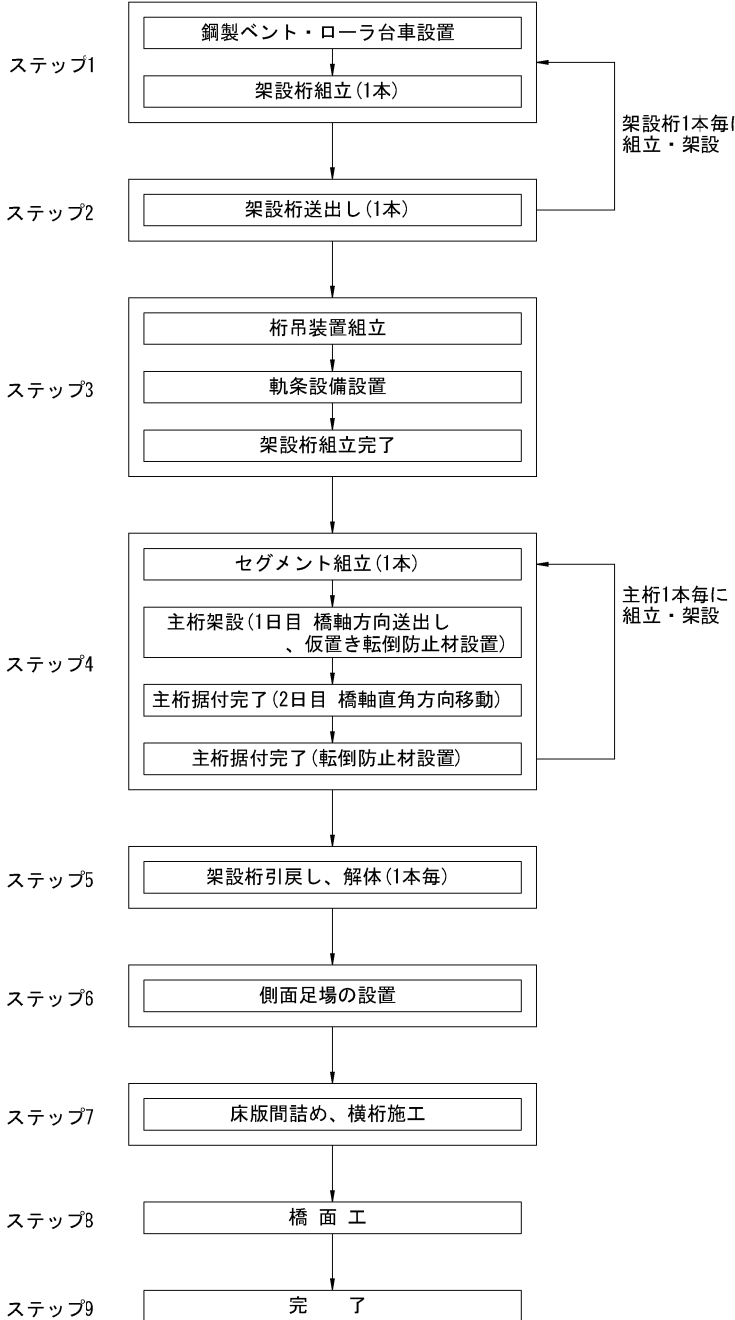 ステップ1
鋼製ベント・ローラ台車設置
架設桁組立(1本)
架設桁1本毎に
組立・架設
ステップ2
架設桁送出し(1本)
ステップ3
桁吊装置組立
軌条設備設置
架設桁組立完了
ステップ4
セグメント組立(1本)
主桁架設(1日目 橋軸方向送出し
、仮置き転倒防止材設置)
主桁据付完了(2日目 橋軸直角方向移動)
主桁据付完了(転倒防止材設置)
主桁1本毎に
組立・架設
ステップ5
架設桁引戻し、解体(1本毎)
ステップ6
側面足場の設置
ステップ7
床版間詰め、横桁施工
ステップ8
橋 面 工
ステップ9
完 了